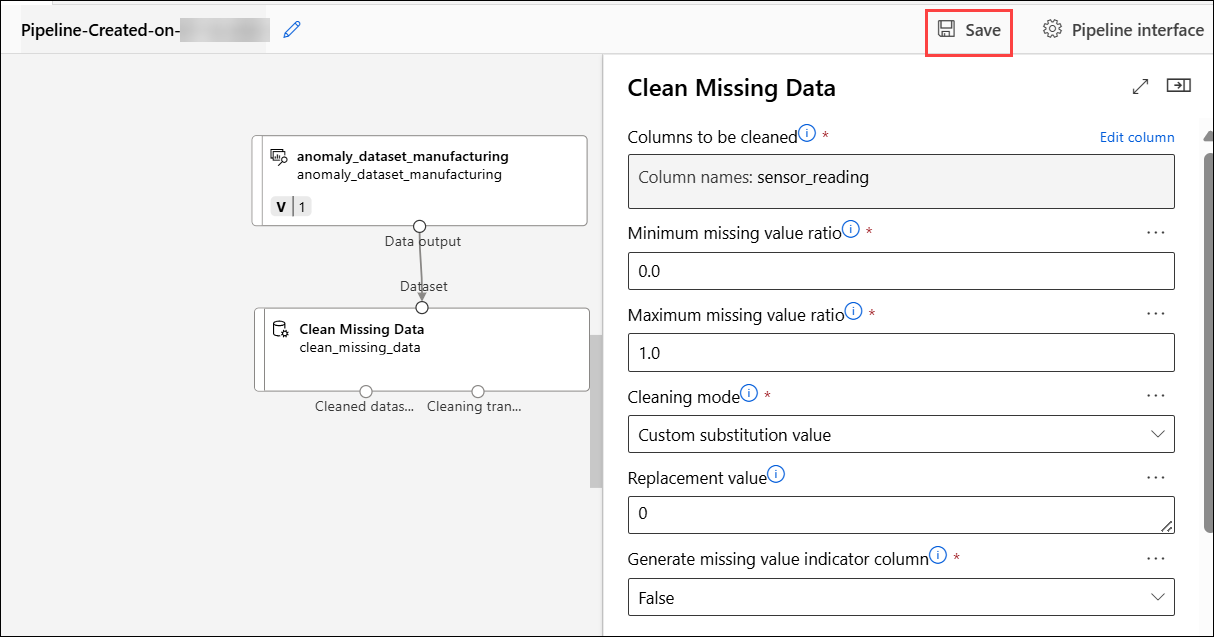 Pipeline-Created-on-
Save
Pipeline interface
anomaly_dataset_manufacturing
anomaly_dataset_manufacturing
V 1
Data output
Dataset
Clean Missing Data
clean_missing_data
Cleaned datas...
Cleaning tran...
Clean Missing Data
Columns to be cleaned *
Edit column
Column names: sensor_reading
Minimum missing value ratio *
0.0
Maximum missing value ratio *
1.0
Cleaning mode *
Custom substitution value
Replacement value
0
Generate missing value indicator column *
False